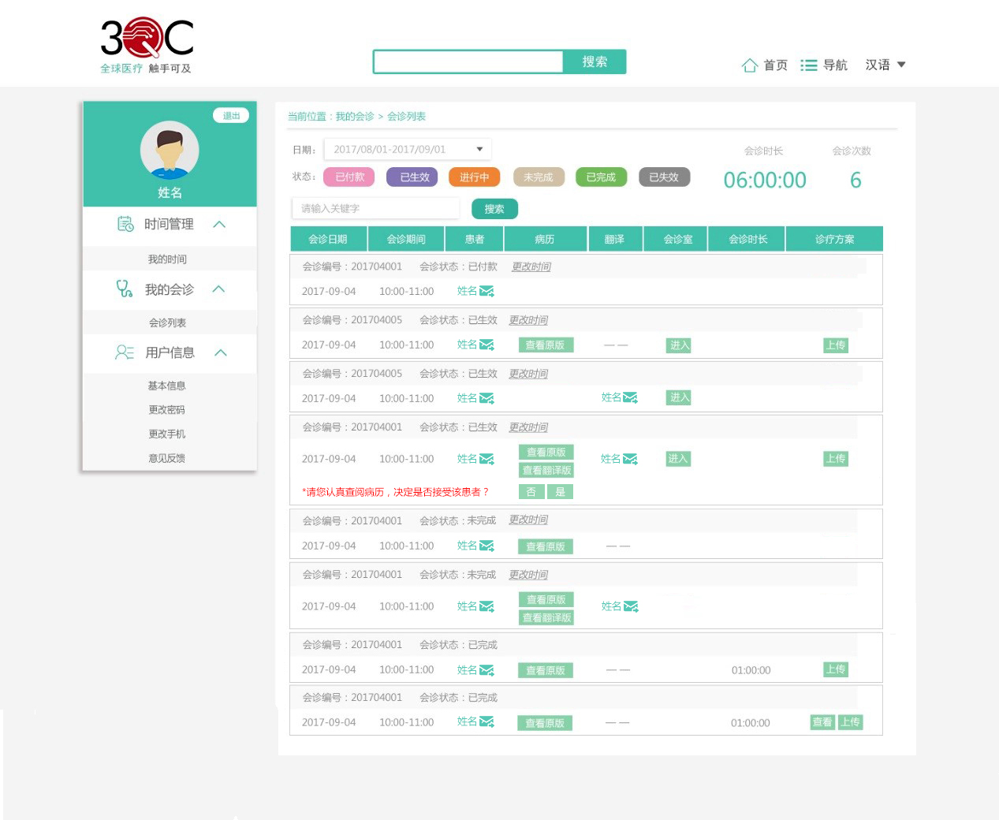 3QC
全球医疗 触手可及
搜索
首页 导航 汉语
退出
姓名
时间管理
我的时间
我的会诊
会诊列表
用户信息
基本信息
更改密码
更改手机
意见反馈
当前位置：我的会诊 > 会诊列表
日期： 2017/08/01-2017/09/01
会诊时长 会诊次数
状态： 已付款 已生效 进行中 未完成 已完成 已失效
06:00:00 6
请输入关键字 搜索
会诊日期 会诊期间 患者 病历 翻译 会诊室 会诊时长 诊疗方案
会诊编号：201704001 会诊状态：已付款 更改时间
2017-09-04 10:00-11:00 姓名
会诊编号：201704005 会诊状态：已生效 更改时间
2017-09-04 10:00-11:00 姓名 查看原版 — — 进入 上传
会诊编号：201704005 会诊状态：已生效 更改时间
2017-09-04 10:00-11:00 姓名 姓名 进入
会诊编号：201704001 会诊状态：已生效 更改时间
查看原版
2017-09-04 10:00-11:00 姓名 姓名 进入 上传
查看翻译版
*请您认真查阅病历，决定是否接受该患者？ 否 是
会诊编号：201704001 会诊状态：未完成 更改时间
2017-09-04 10:00-11:00 姓名 查看原版 — —
会诊编号：201704001 会诊状态：未完成 更改时间
查看原版
2017-09-04 10:00-11:00 姓名 姓名
查看翻译版
会诊编号：201704001 会诊状态：已完成
2017-09-04 10:00-11:00 姓名 查看原版 — — 01:00:00 上传
会诊编号：201704001 会诊状态：已完成
2017-09-04 10:00-11:00 姓名 查看原版 — — 01:00:00 查看 上传